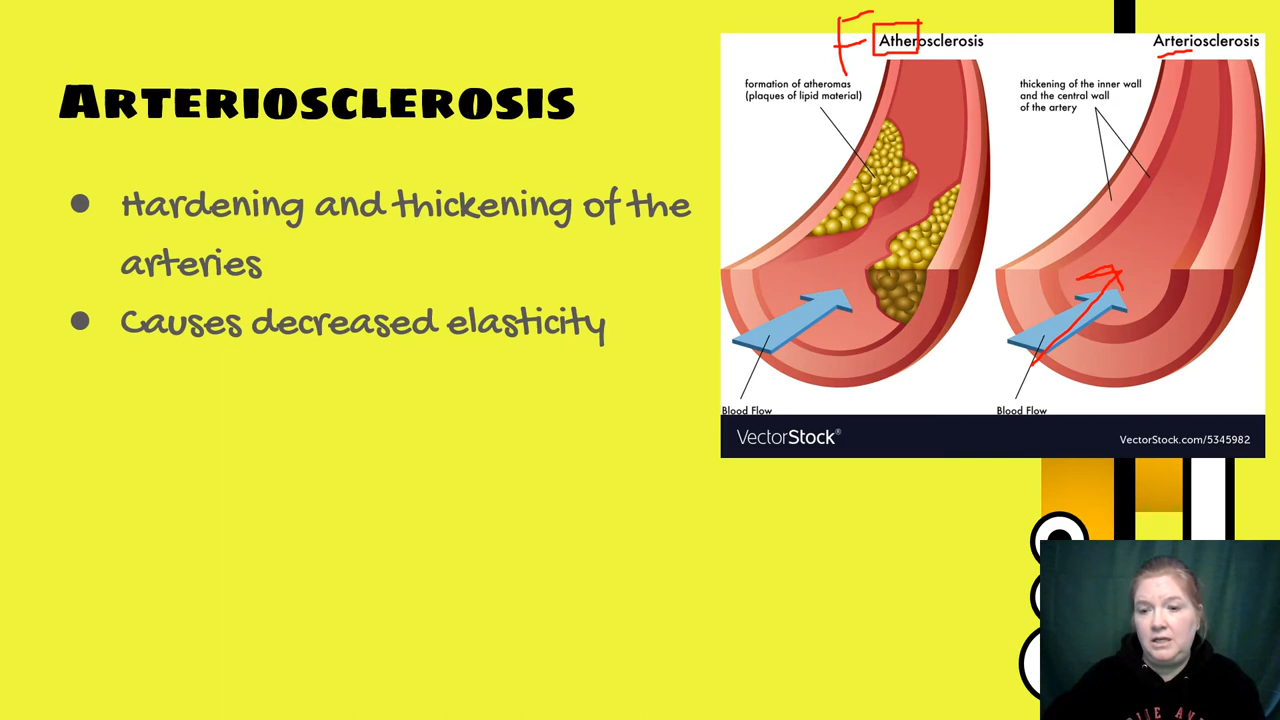 Arteriosclerosis
● Hardening and thickening of the
arteries
● Causes decreased elasticity
F
Atherosclerosis
formation of atheromas
(plaques of lipid material)
Blood Flow
Arteriosclerosis
thickening of the inner wall
and the central wall
of the artery
Blood Flow
VectorStock®
VectorStock.com/5345982